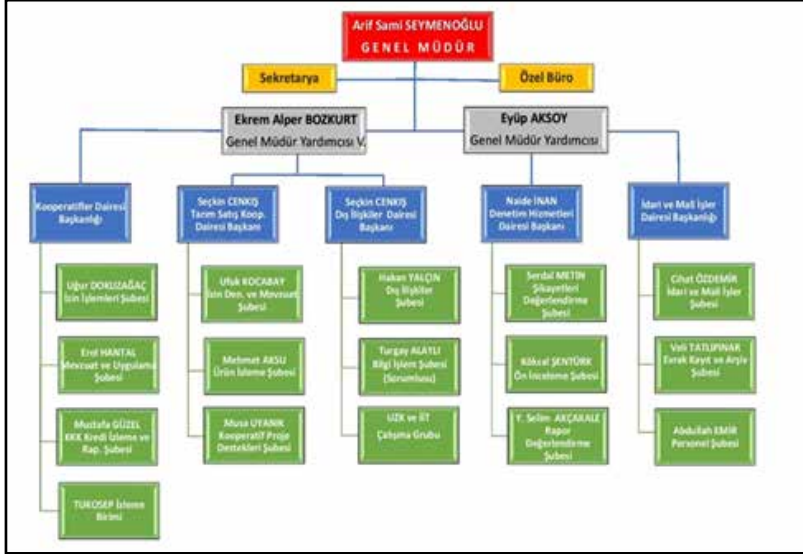 Arif Sami SEYMENOĞLU
GENEL MÜDÜR
Sekretarya
Özel Büro
Ekrem Alper BOZKURT
Genel Müdür Yardımcısı V.
Eyüp AKSOY
Genel Müdür Yardımcısı
Kooperatifler Dairesi
Başkanlığı
Seçkin CENKIŞ
Tarım Satış Koop.
Dairesi Başkanı
Seçkin CENKIŞ
Dış İlişkiler Dairesi
Başkanı
Naide İNAN
Denetim Hizmetleri
Dairesi Başkanı
İdari ve Mali İşler
Dairesi Başkanlığı
Uğur DOKUZAĞAÇ
İzin İşlemleri Şubesi
Erol HANTAL
Mevzuat ve Uygulama
Şubesi
Mustafa GÜZEL
KKK Kredi İzleme ve
Rap. Şubesi
TUKOSEP İzleme
Birimi
Ufuk KOCABAY
İzin Den. ve Mevzuat
Şubesi
Mehmet AKSU
Ürün İzleme Şubesi
Musa UYANIK
Kooperatif Proje
Destekleri Şubesi
Hakan YALÇIN
Dış İlişkiler
Şubesi
Turgay ALAYLI
Bilgi İşlem Şubesi
(Sorumlusu)
UZK ve İİT
Çalışma Grubu
Serdal METİN
Şikayetleri
Değerlendirme
Şubesi
Köksel ŞENTÜRK
Ön İnceleme Şubesi
Y. Selim AKÇAKALE
Rapor
Değerlendirme
Şubesi
Cihat ÖZDEMİR
İdari ve Mali İşler
Şubesi
Veli TATLIPINAR
Evrak Kayıt ve Arşiv
Şubesi
Abdullah EMİR
Personel Şubesi